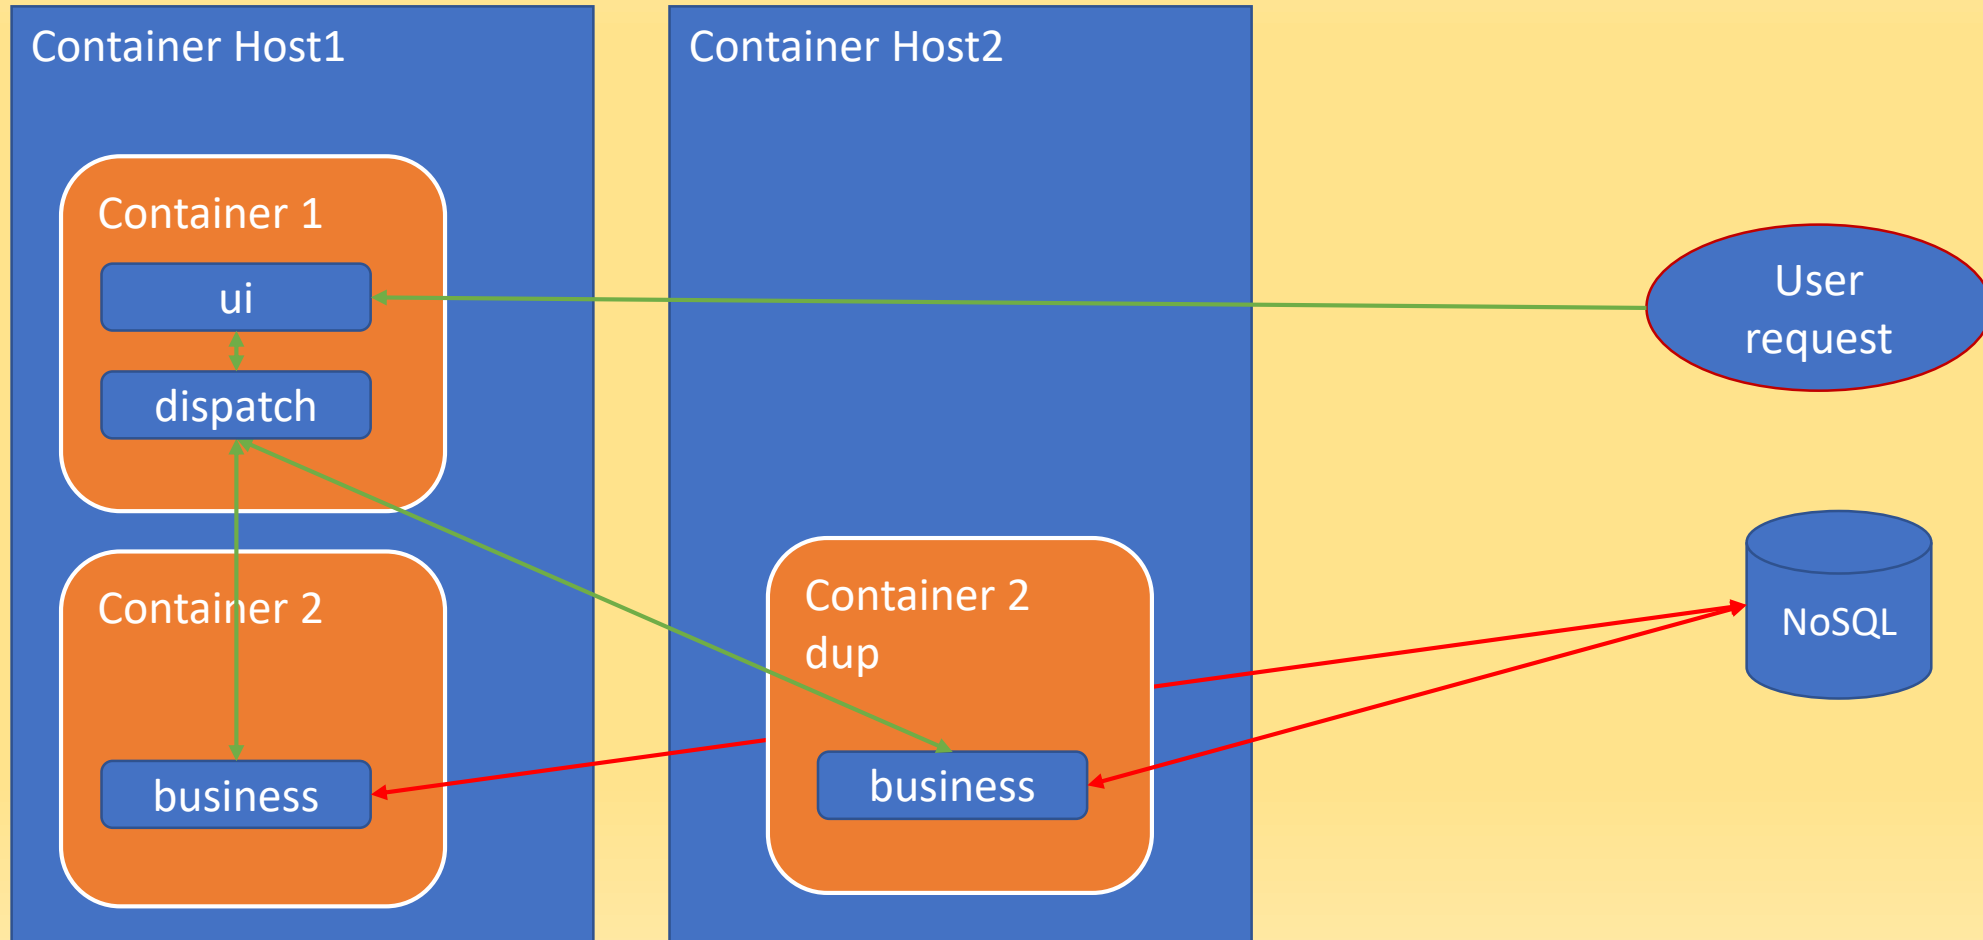 Container Host1
Container 1
ui
dispatch
Container 2
business
Container Host2
Container 2
dup
business
User
request
NoSQL